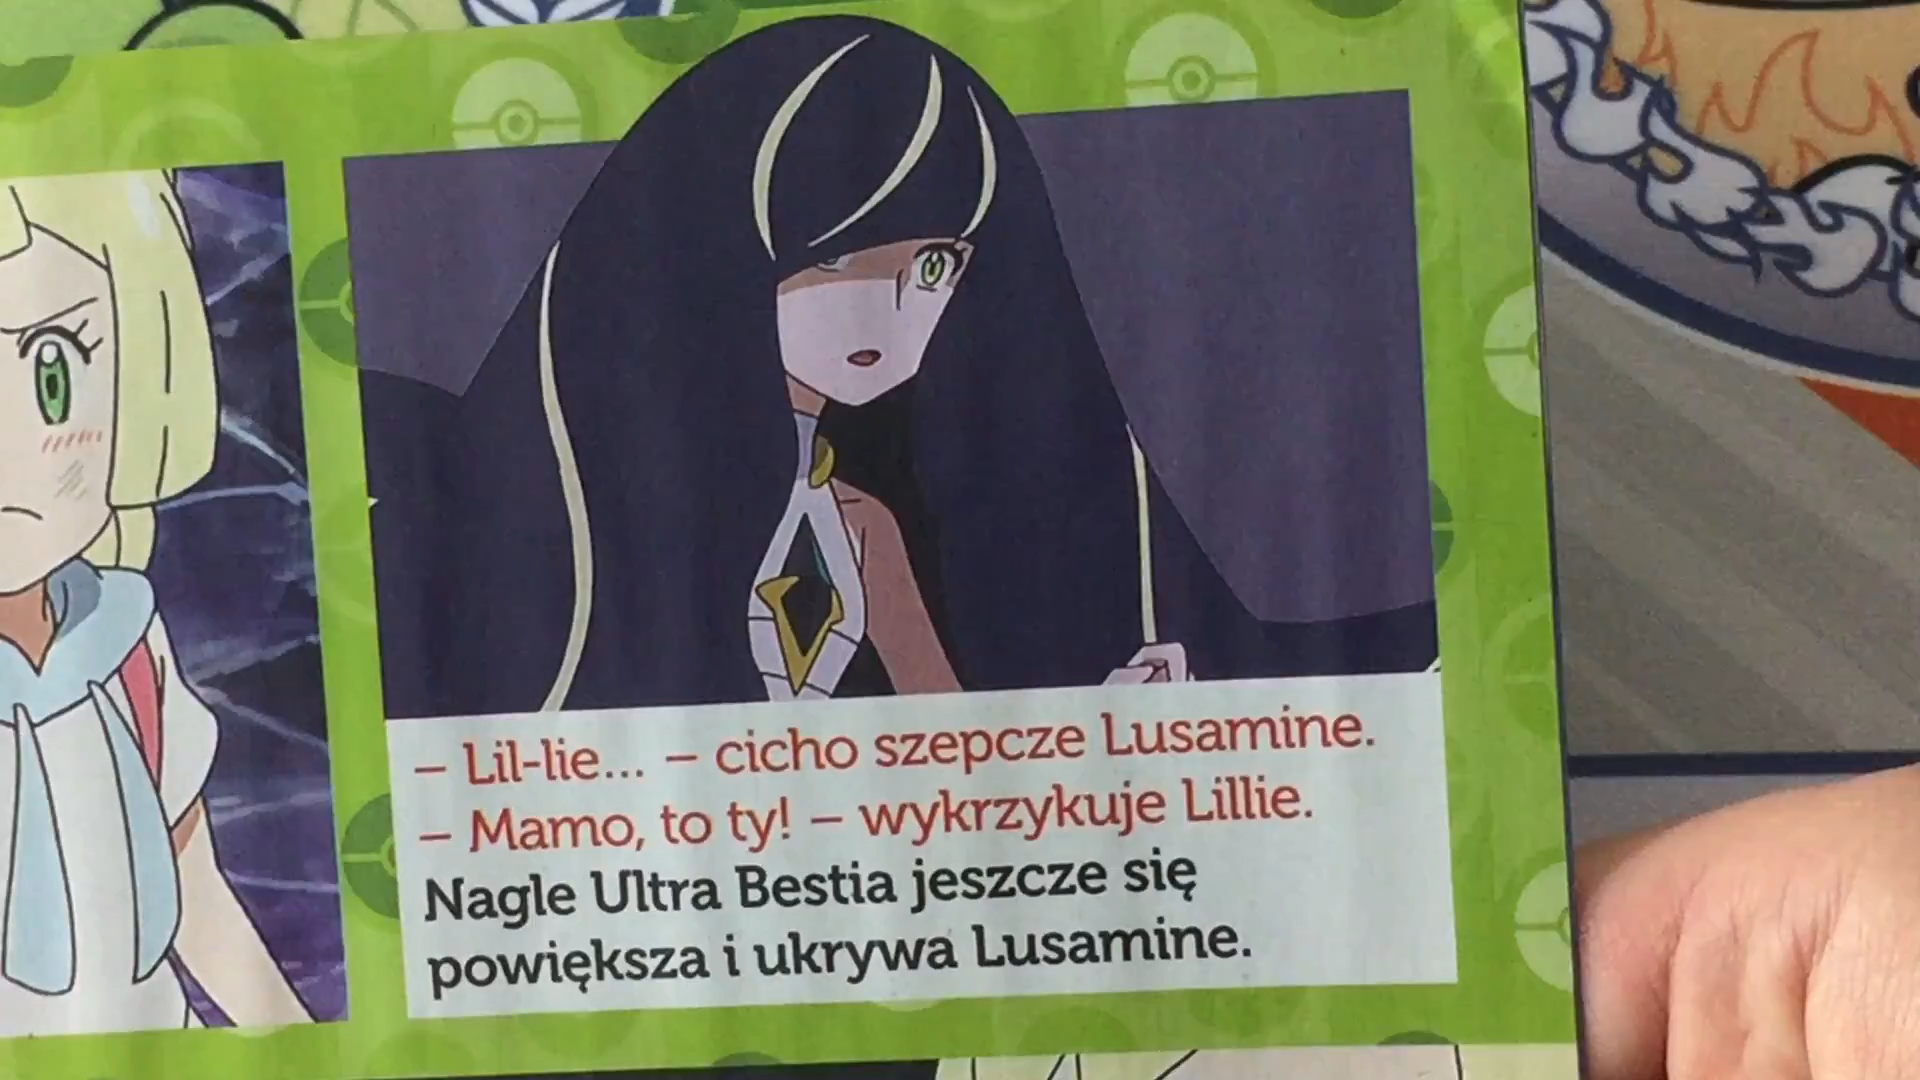 – Lil-lie... – cicho szepcze Lusamine.
– Mamo, to ty! – wykrzykuje Lillie.
Nagle Ultra Bestia jeszcze się
powiększa i ukrywa Lusamine.